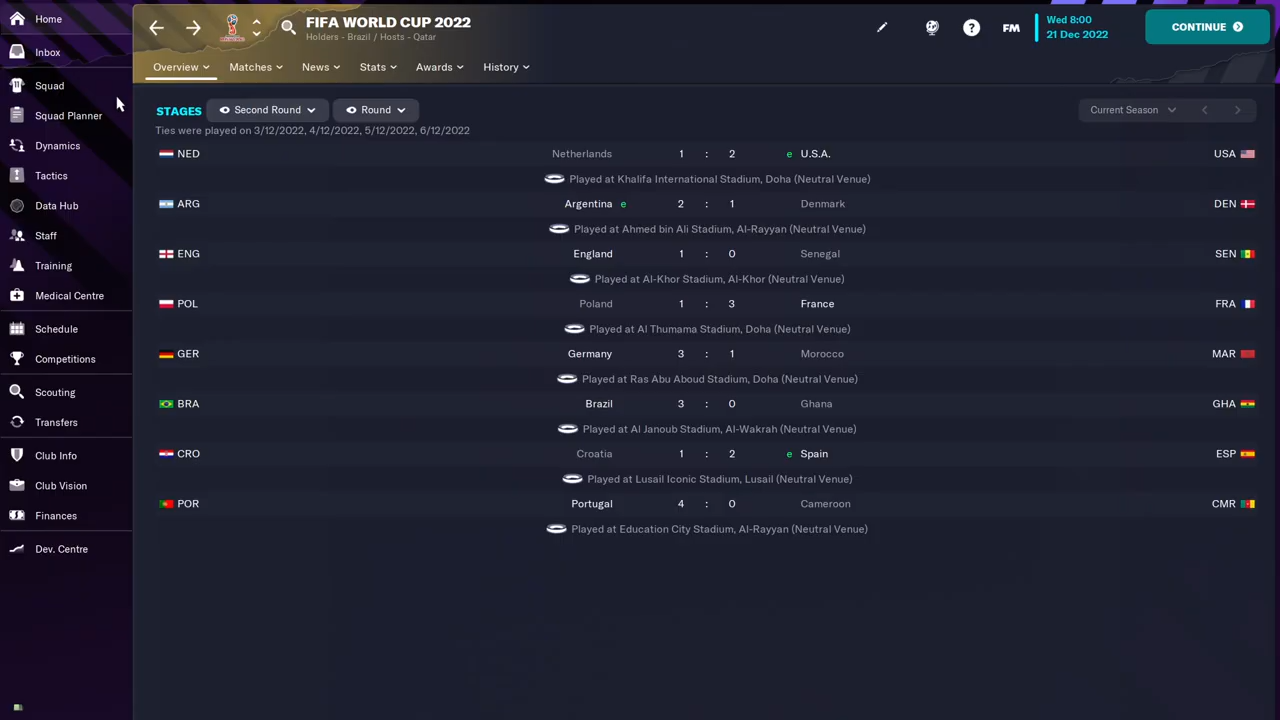 Home
Inbox
Squad
Squad Planner
Dynamics
Tactics
Data Hub
Staff
Training
Medical Centre
Schedule
Competitions
Scouting
Transfers
Club Info
Club Vision
Finances
Dev. Centre
FIFA WORLD CUP 2022
Holders - Brazil / Hosts - Qatar
? FM Wed 8:00
21 Dec 2022
CONTINUE
Overview Matches News Stats Awards History
STAGES Second Round Round Current Season
Ties were played on 3/12/2022, 4/12/2022, 5/12/2022, 6/12/2022
NED Netherlands 1 : 2 e U.S.A. USA
Played at Khalifa International Stadium, Doha (Neutral Venue)
ARG Argentina e 2 : 1 Denmark DEN
Played at Ahmed bin Ali Stadium, Al-Rayyan (Neutral Venue)
ENG England 1 : 0 Senegal SEN
Played at Al-Khor Stadium, Al-Khor (Neutral Venue)
POL Poland 1 : 3 France FRA
Played at Al Thumama Stadium, Doha (Neutral Venue)
GER Germany 3 : 1 Morocco MAR
Played at Ras Abu Aboud Stadium, Doha (Neutral Venue)
BRA Brazil 3 : 0 Ghana GHA
Played at Al Janoub Stadium, Al-Wakrah (Neutral Venue)
CRO Croatia 1 : 2 e Spain ESP
Played at Lusail Iconic Stadium, Lusail (Neutral Venue)
POR Portugal 4 : 0 Cameroon CMR
Played at Education City Stadium, Al-Rayyan (Neutral Venue)